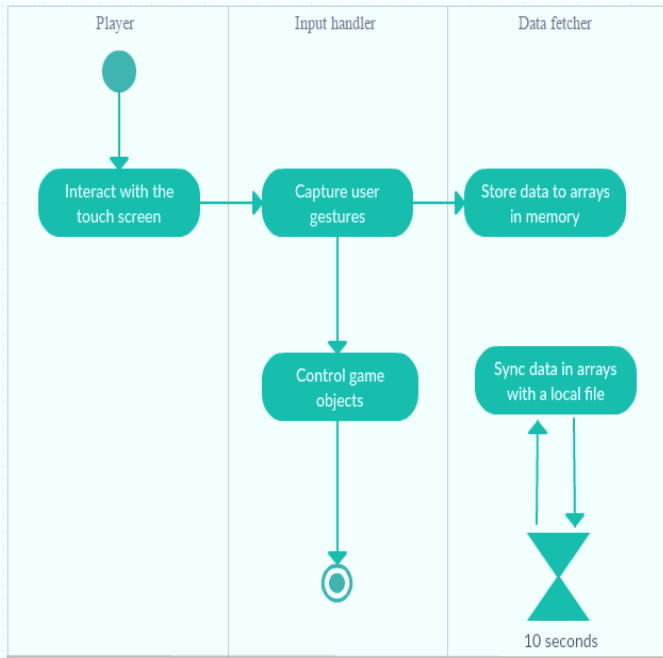 Player
Input handler
Data fetcher
Interact with the
touch screen
Capture user
gestures
Store data to arrays
in memory
Control game
objects
Sync data in arrays
with a local file
10 seconds